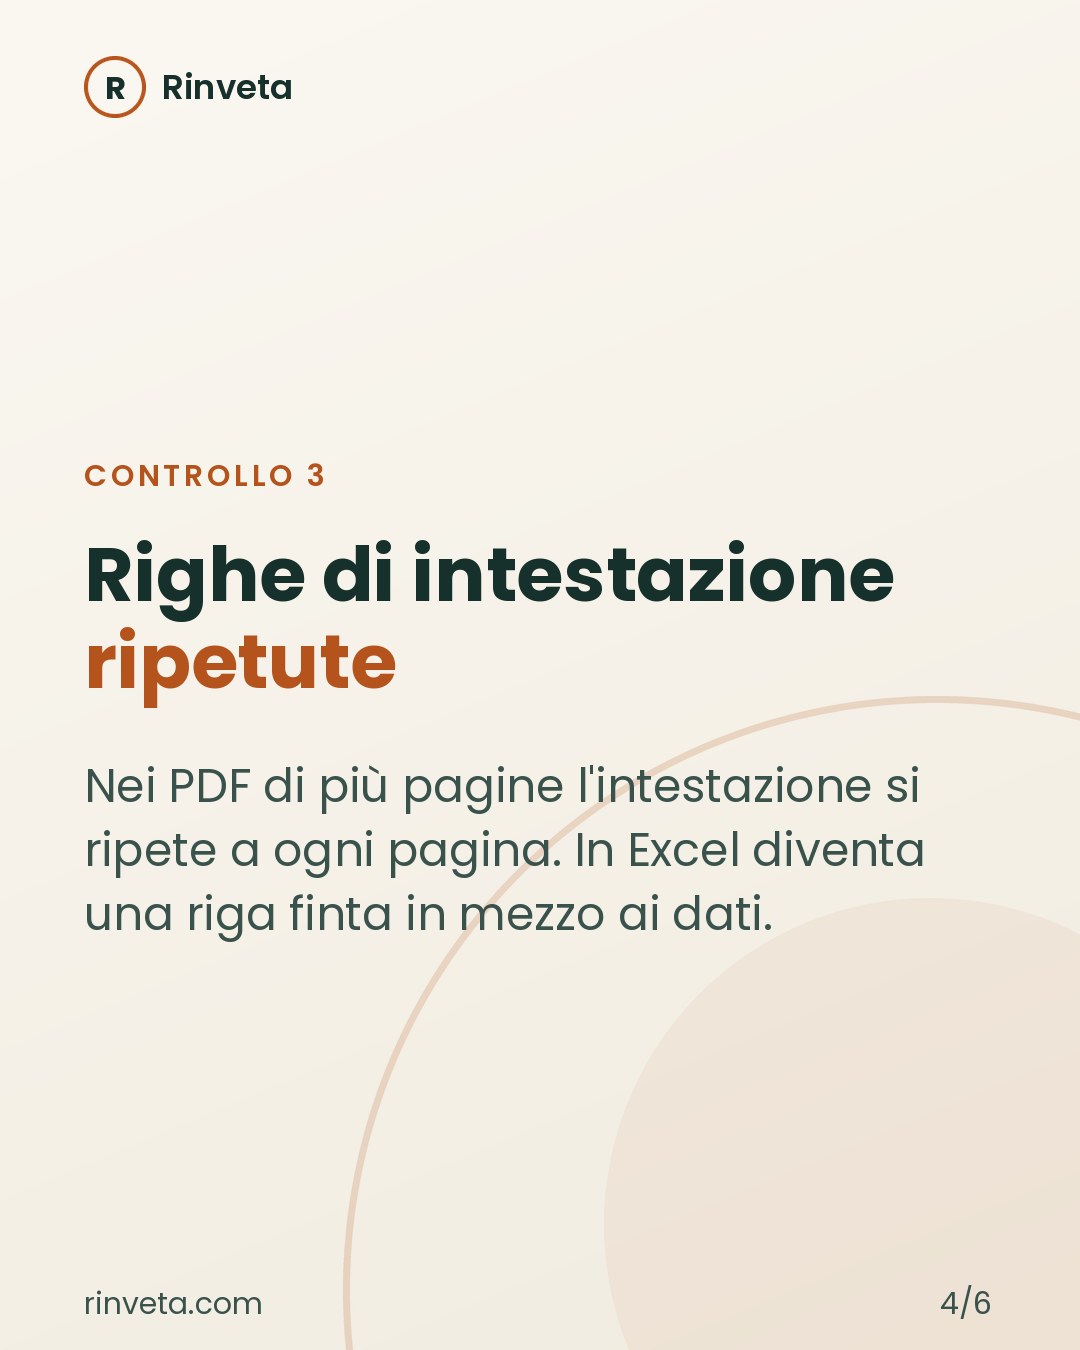 R Rinveta
CONTROLLO 3
Righe di intestazione
ripetute
Nei PDF di più pagine l'intestazione si
ripete a ogni pagina. In Excel diventa
una riga finta in mezzo ai dati.
rinveta.com 4/6